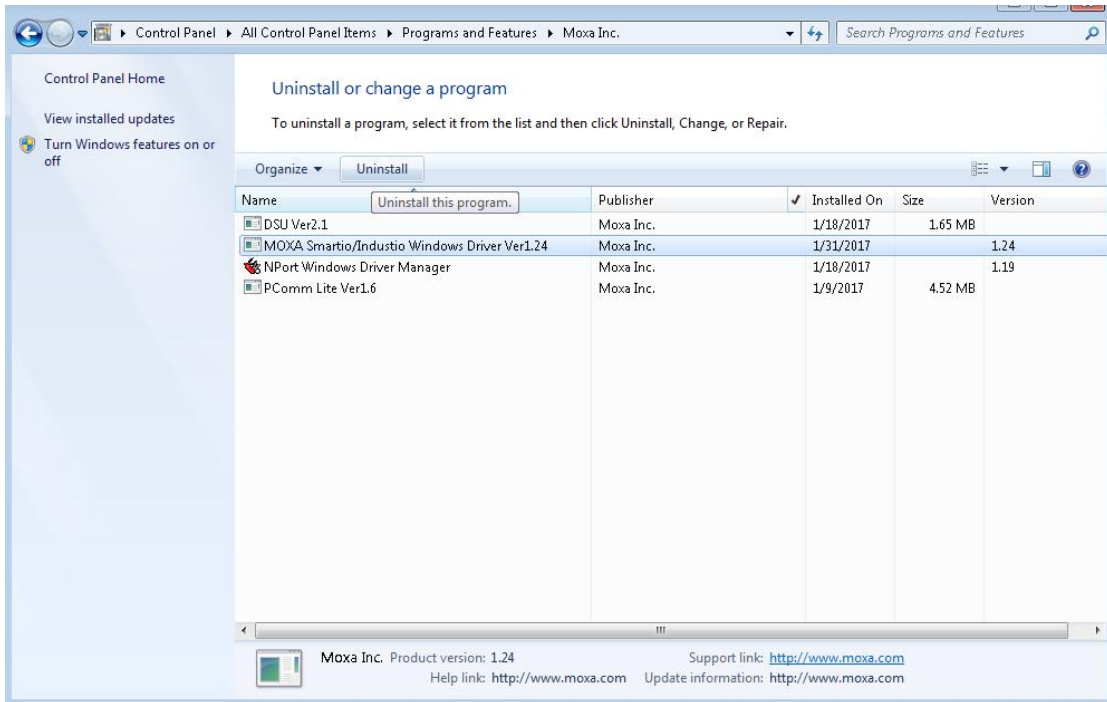 Control Panel ▸ All Control Panel Items ▸ Programs and Features ▸ Moxa Inc.
Search Programs and Features
Control Panel Home
View installed updates
Turn Windows features on or
off
Uninstall or change a program
To uninstall a program, select it from the list and then click Uninstall, Change, or Repair.
Organize Uninstall
Uninstall this program.
Name Publisher Installed On Size Version
DSU Ver2.1 Moxa Inc. 1/18/2017 1.65 MB
MOXA Smartio/Industio Windows Driver Ver1.24 Moxa Inc. 1/31/2017 1.24
NPort Windows Driver Manager Moxa Inc. 1/18/2017 1.19
PComm Lite Ver1.6 Moxa Inc. 1/9/2017 4.52 MB
Moxa Inc. Product version: 1.24 Support link: http://www.moxa.com
Help link: http://www.moxa.com Update information: http://www.moxa.com